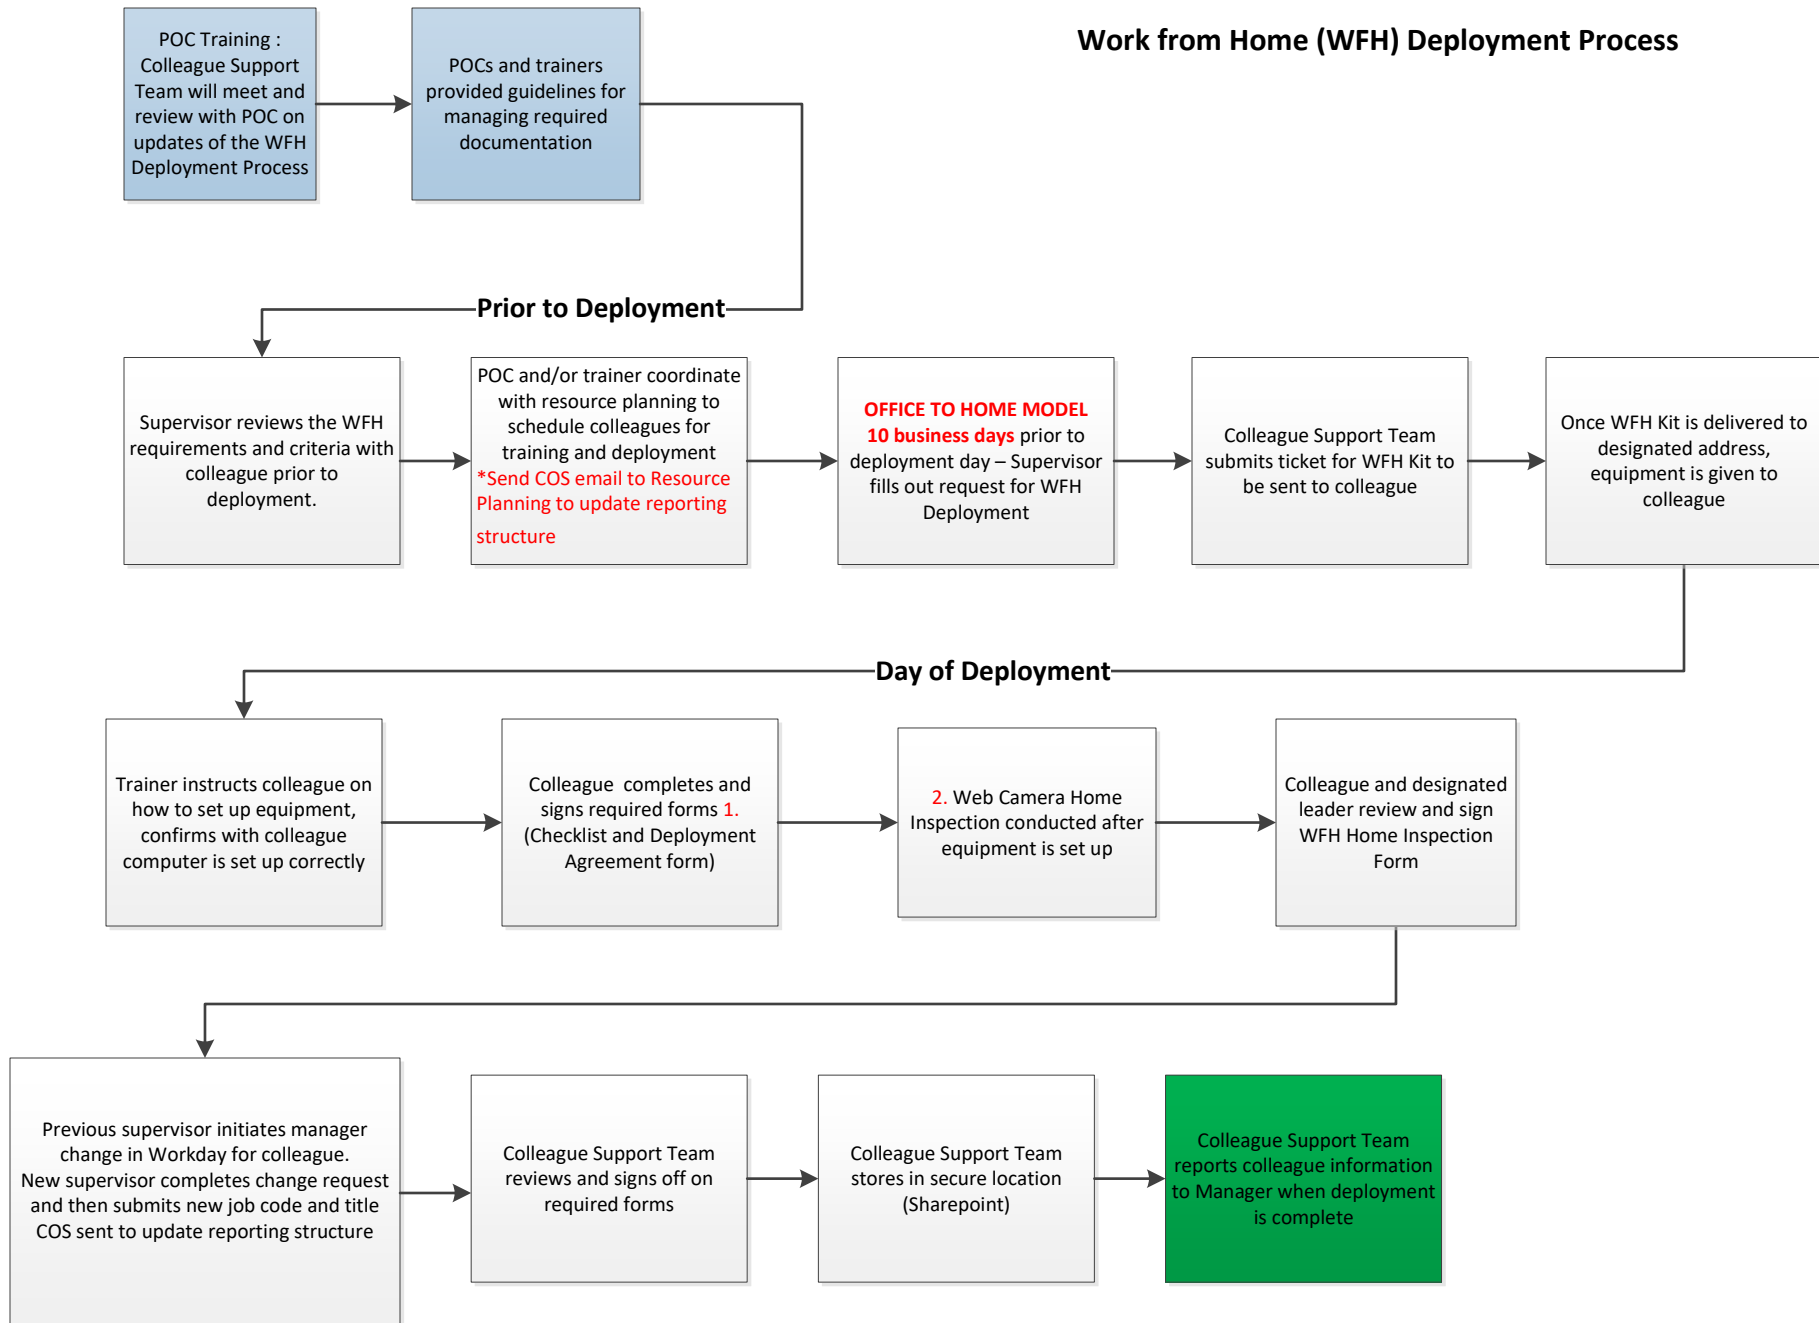 Work from Home (WFH) Deployment Process
POC Training :
Colleague Support
Team will meet and
review with POC on
updates of the WFH
Deployment Process
POCs and trainers
provided guidelines for
managing required
documentation
Prior to Deployment
Supervisor reviews the WFH
requirements and criteria with
colleague prior to
deployment.
POC and/or trainer coordinate
with resource planning to
schedule colleagues for
training and deployment
*Send COS email to Resource
Planning to update reporting
structure
OFFICE TO HOME MODEL
10 business days prior to
deployment day – Supervisor
fills out request for WFH
Deployment
Colleague Support Team
submits ticket for WFH Kit to
be sent to colleague
Once WFH Kit is delivered to
designated address,
equipment is given to
colleague
Day of Deployment
Trainer instructs colleague on
how to set up equipment,
confirms with colleague
computer is set up correctly
Colleague completes and
signs required forms 1.
(Checklist and Deployment
Agreement form)
2. Web Camera Home
Inspection conducted after
equipment is set up
Colleague and designated
leader review and sign
WFH Home Inspection
Form
Previous supervisor initiates manager
change in Workday for colleague.
New supervisor completes change request
and then submits new job code and title
COS sent to update reporting structure
Colleague Support Team
reviews and signs off on
required forms
Colleague Support Team
stores in secure location
(Sharepoint)
Colleague Support Team
reports colleague information
to Manager when deployment
is complete